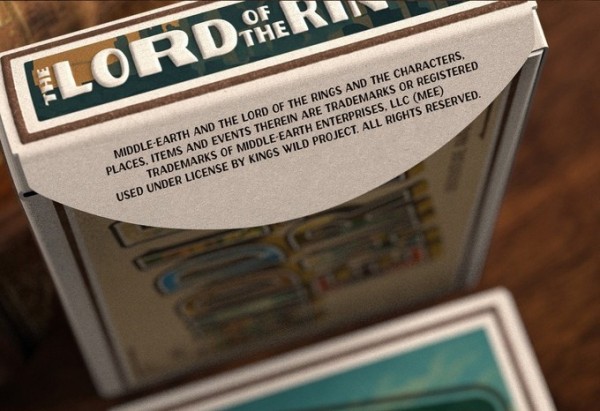 THE LORD OF THE RIN
MIDDLE-EARTH AND THE LORD OF THE RINGS AND THE CHARACTERS,
PLACES, ITEMS AND EVENTS THEREIN ARE TRADEMARKS OR REGISTERED
TRADEMARKS OF MIDDLE-EARTH ENTERPRISES, LLC (MEE)
USED UNDER LICENSE BY KINGS WILD PROJECT. ALL RIGHTS RESERVED.